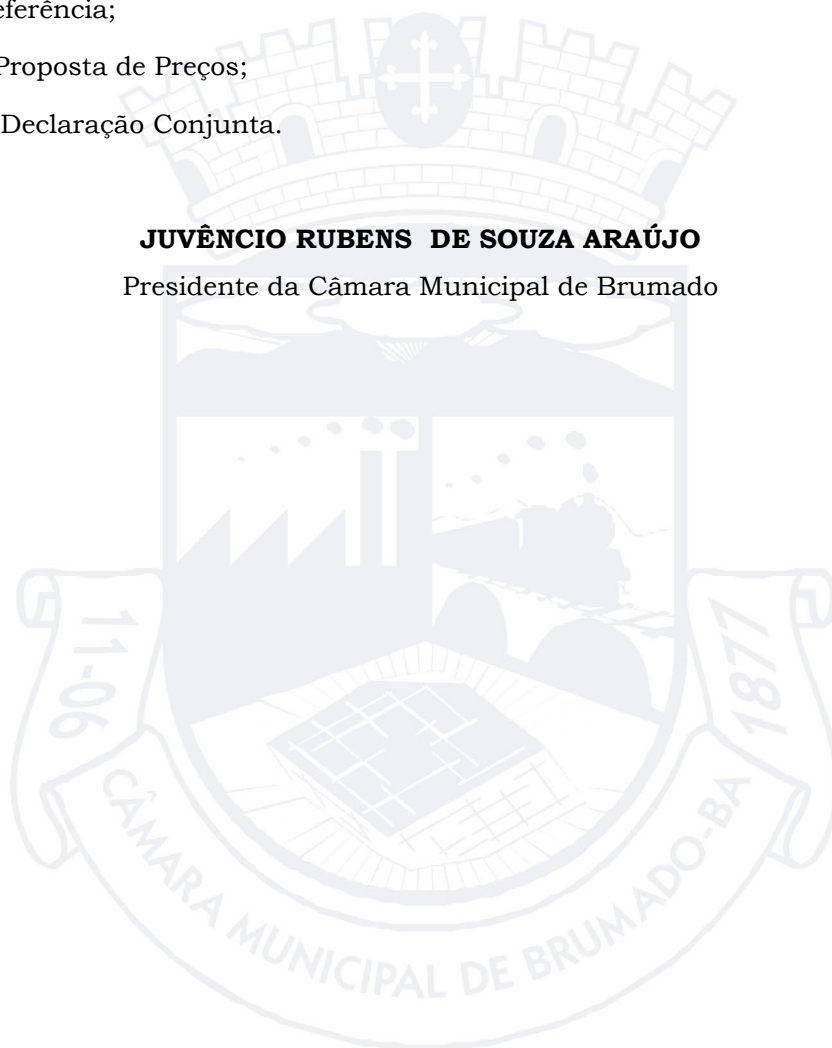 eferência;
Proposta de Preços;
Declaração Conjunta.
JUVÊNCIO RUBENS DE SOUZA ARAÚJO
Presidente da Câmara Municipal de Brumado
11-06
1877
CÂMARA MUNICIPAL DE BRUMADO-BA